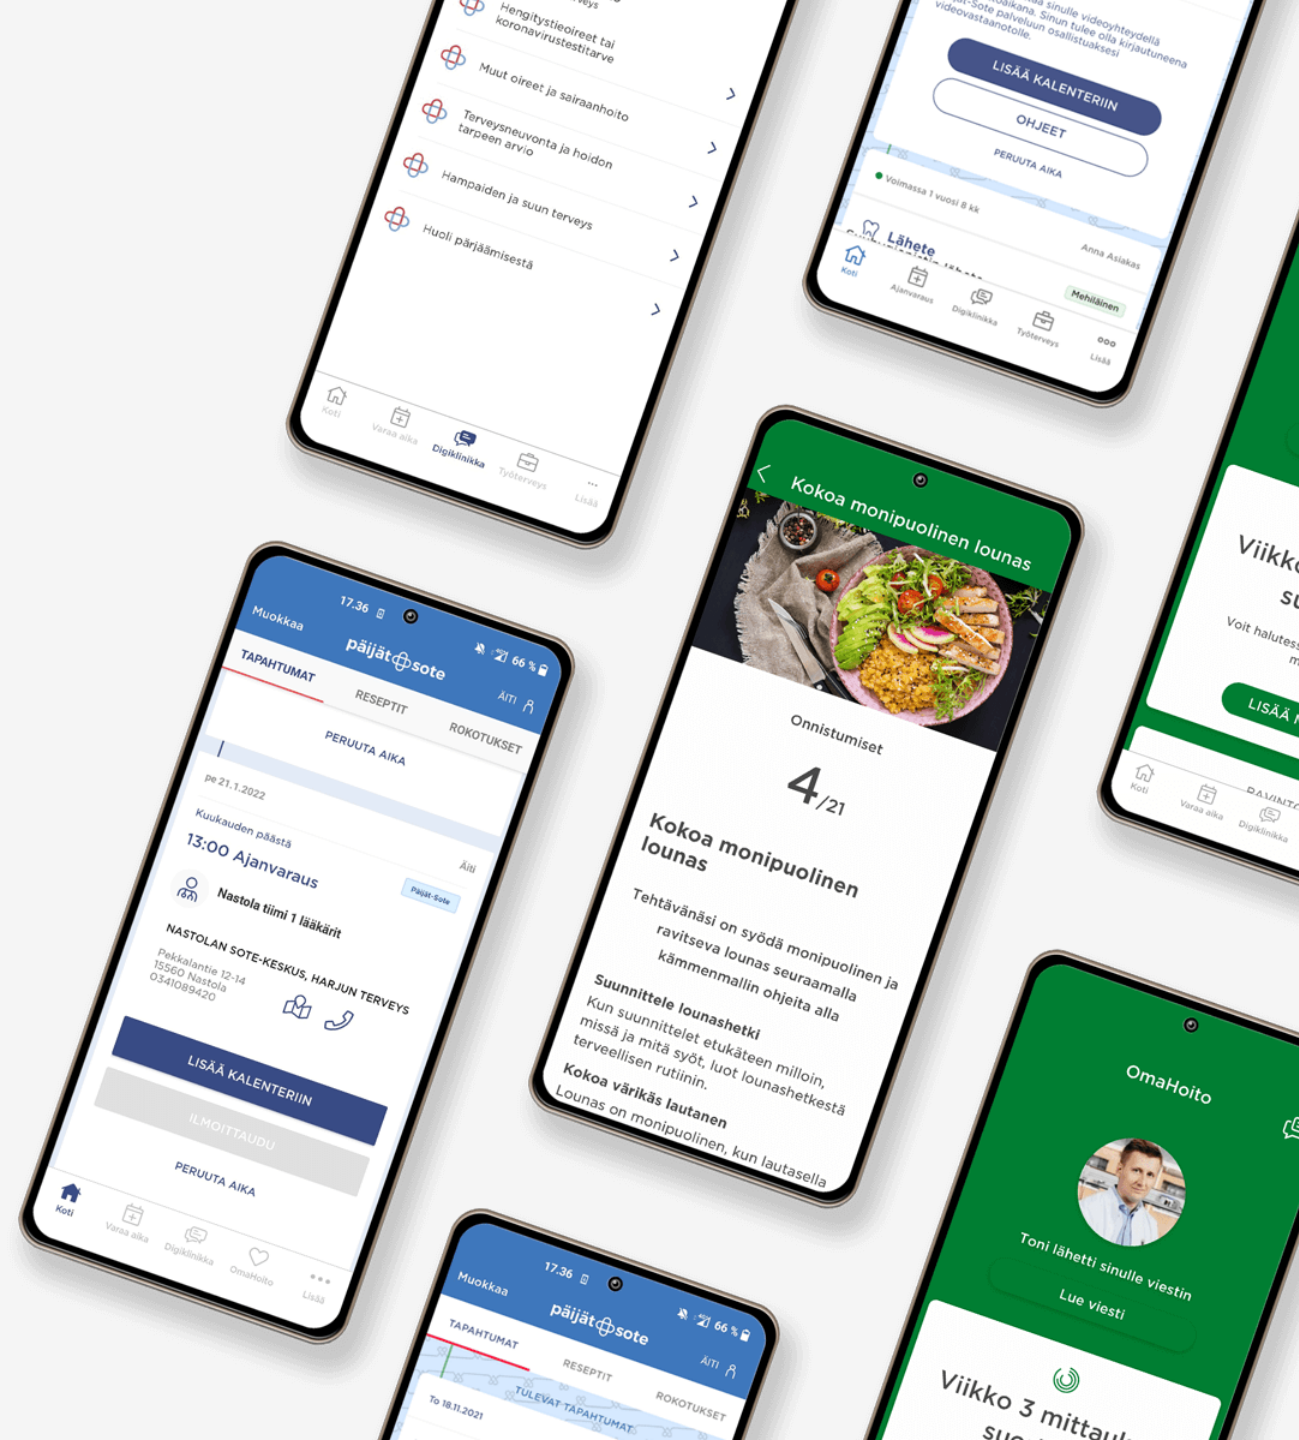 Hengitystieoireet tai
koronavirustestitarve
Muut oireet ja sairaanhoito
Terveysneuvonta ja hoidon
tarpeen arvio
Hampaiden ja suun terveys
Huoli pärjäämisestä
Koti
Varaa aika
Digiklinikka
Työterveys
Lisää
sinulle videoyhteydellä
Sinun tulee olla kirjautuneena
palveluun osallistuaksesi
videovastaanotolle.
LISÄÄ KALENTERIIN
OHJEET
PERUUTA AIKA
Voimassa 1 vuosi 8 kk
Anna Asiakas
Lähete
Mehiläinen
Koti
Ajanvaraus
Digiklinikka
Työterveys
Lisää
Kokoa monipuolinen lounas
Onnistumiset
4/21
Kokoa monipuolinen
lounas
Tehtävänäsi on syödä monipuolinen ja
ravitseva lounas seuraamalla
kämmenmallin ohjeita alla
Suunnittele lounashetki
Kun suunnittelet etukäteen milloin,
missä ja mitä syöt, luot lounashetkestä
terveellisen rutiinin.
Kokoa värikäs lautanen
Lounas on monipuolinen, kun lautasella
Voit
LISÄÄ
Koti
Varaa aika
Digiklinikka
17.36
66 %
Muokkaa
päijät sote
ÄITI
TAPAHTUMAT
RESEPTIT
ROKOTUKSET
PERUUTA AIKA
pe 21.1.2022
Kuukauden päästä
Äiti
13:00 Ajanvaraus
Päijät-Sote
Nastola tiimi 1 lääkärit
NASTOLAN SOTE-KESKUS, HARJUN TERVEYS
Pekkalantie 12-14
15560 Nastola
0341089420
LISÄÄ KALENTERIIN
ILMOITTAUDU
PERUUTA AIKA
Koti
Varaa aika
Digiklinikka
OmaHoito
Lisää
17.36
66 %
Muokkaa
päijät sote
ÄITI
TAPAHTUMAT
RESEPTIT
ROKOTUKSET
TULEVAT TAPAHTUMAT
To 18.11.2021
OmaHoito
Toni lähetti sinulle viestin
Lue viesti
Viikko 3